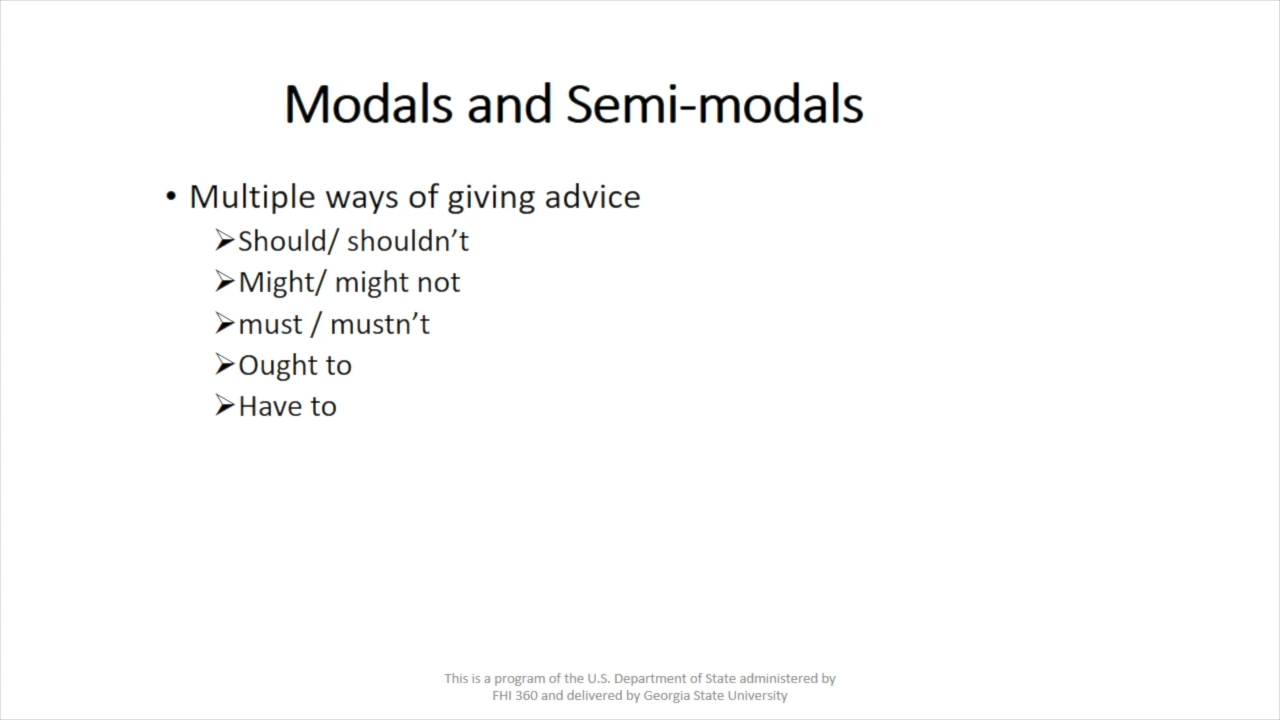 Modals and Semi-modals
• Multiple ways of giving advice
➢Should/ shouldn’t
➢Might/ might not
➢must / mustn’t
➢Ought to
➢Have to
This is a program of the U.S. Department of State administered by
FHI 360 and delivered by Georgia State University